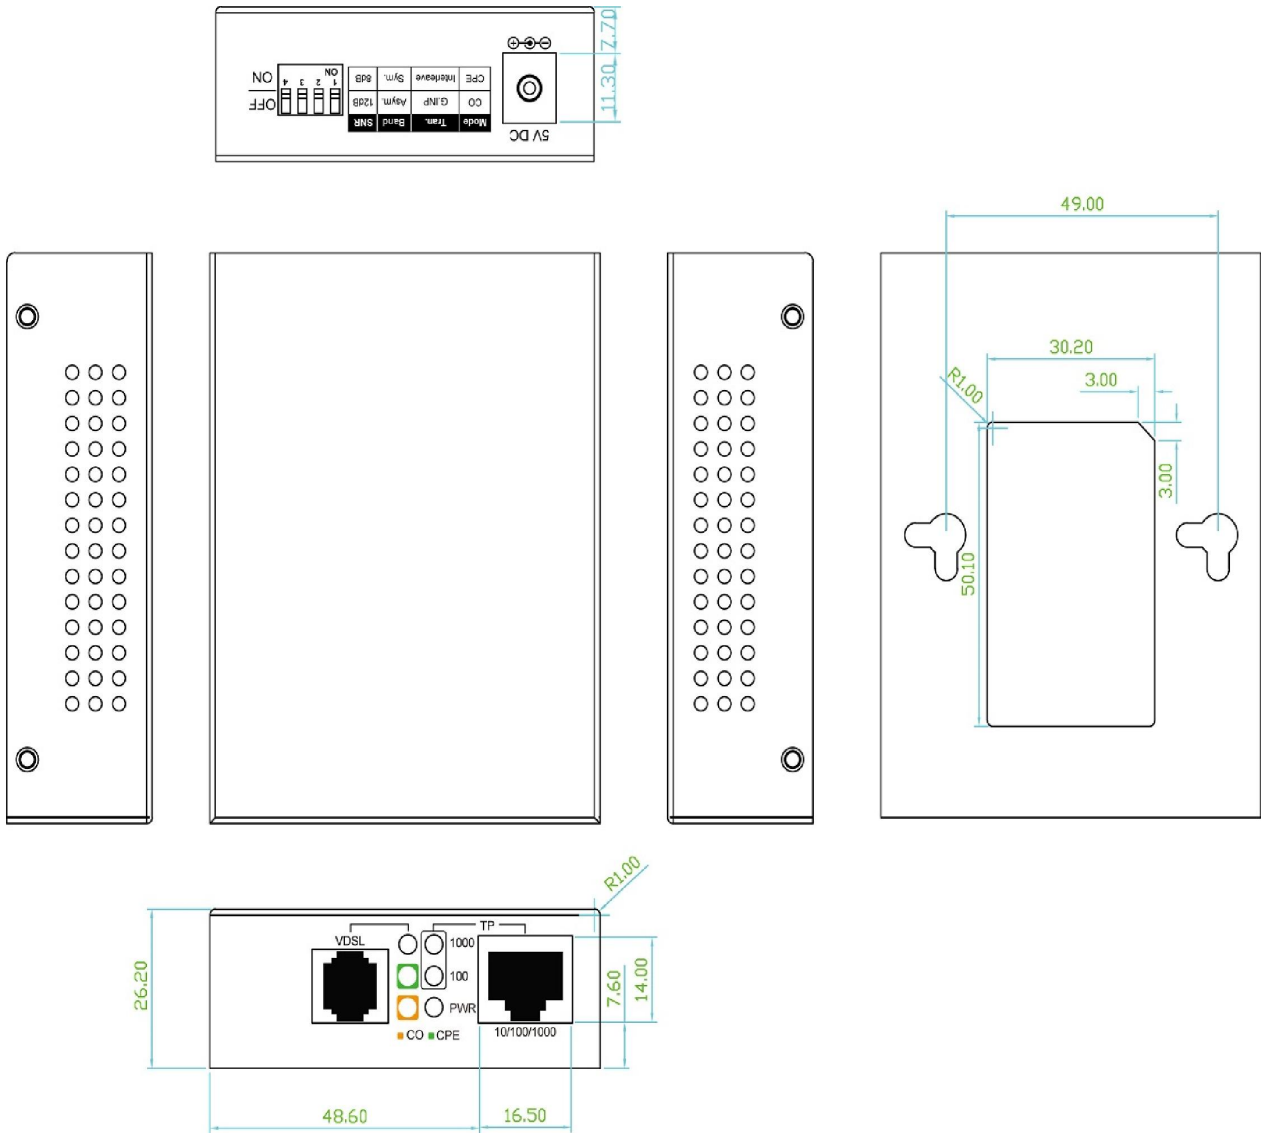 7.70
11.30
ON
OFF
ON
4 3 2 1
8dB Sym. Interleave CPE
12dB Asym. G.INP CO
SNR Band Tran. Mode
5V DC
49.00
30.20
3.00
R1.00
3.00
50.10
R1.00
TP
VDSL
1000
100
PWR
CO CPE
10/100/1000
26.20
7.60
14.00
48.60
16.50